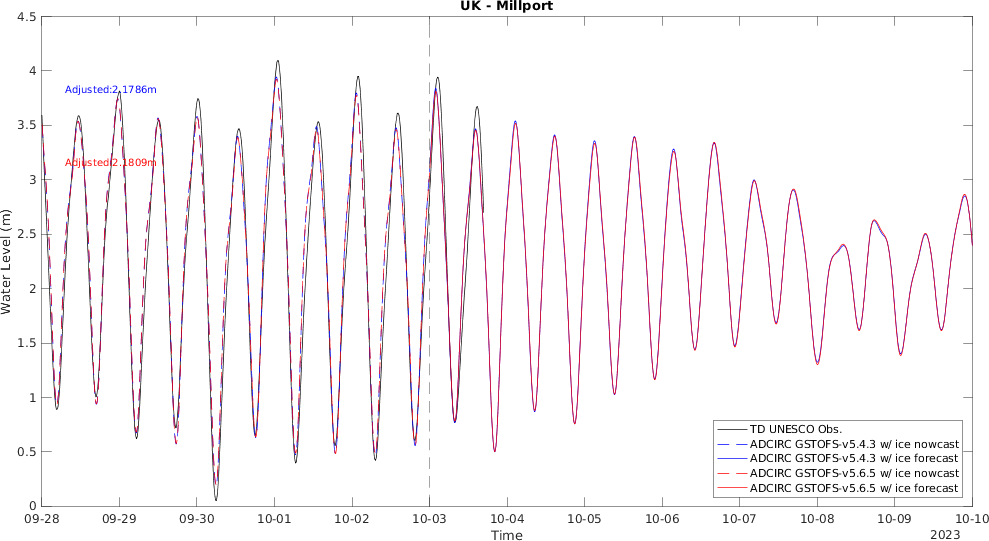 UK - Millport
4.5
4
3.5
3
2.5
2
1.5
1
0.5
0
Water Level (m)
Adjusted:2.1786m
Adjusted:2.1809m
TD UNESCO Obs.
ADCIRC GSTOFS-v5.4.3 w/ ice nowcast
ADCIRC GSTOFS-v5.4.3 w/ ice forecast
ADCIRC GSTOFS-v5.6.5 w/ ice nowcast
ADCIRC GSTOFS-v5.6.5 w/ ice forecast
09-28 09-29 09-30 10-01 10-02 10-03 10-04 10-05 10-06 10-07 10-08 10-09 10-10
Time
2023